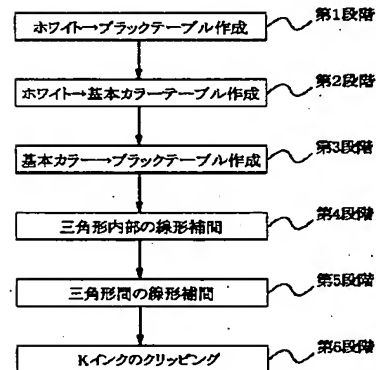 ホワイト→ブラックテーブル作成 第1段階
ホワイト→基本カラーテーブル作成 第2段階
基本カラー→ブラックテーブル作成 第3段階
三角形内部の線形補間 第4段階
三角形間の線形補間 第5段階
Kインクのクリッピング 第6段階